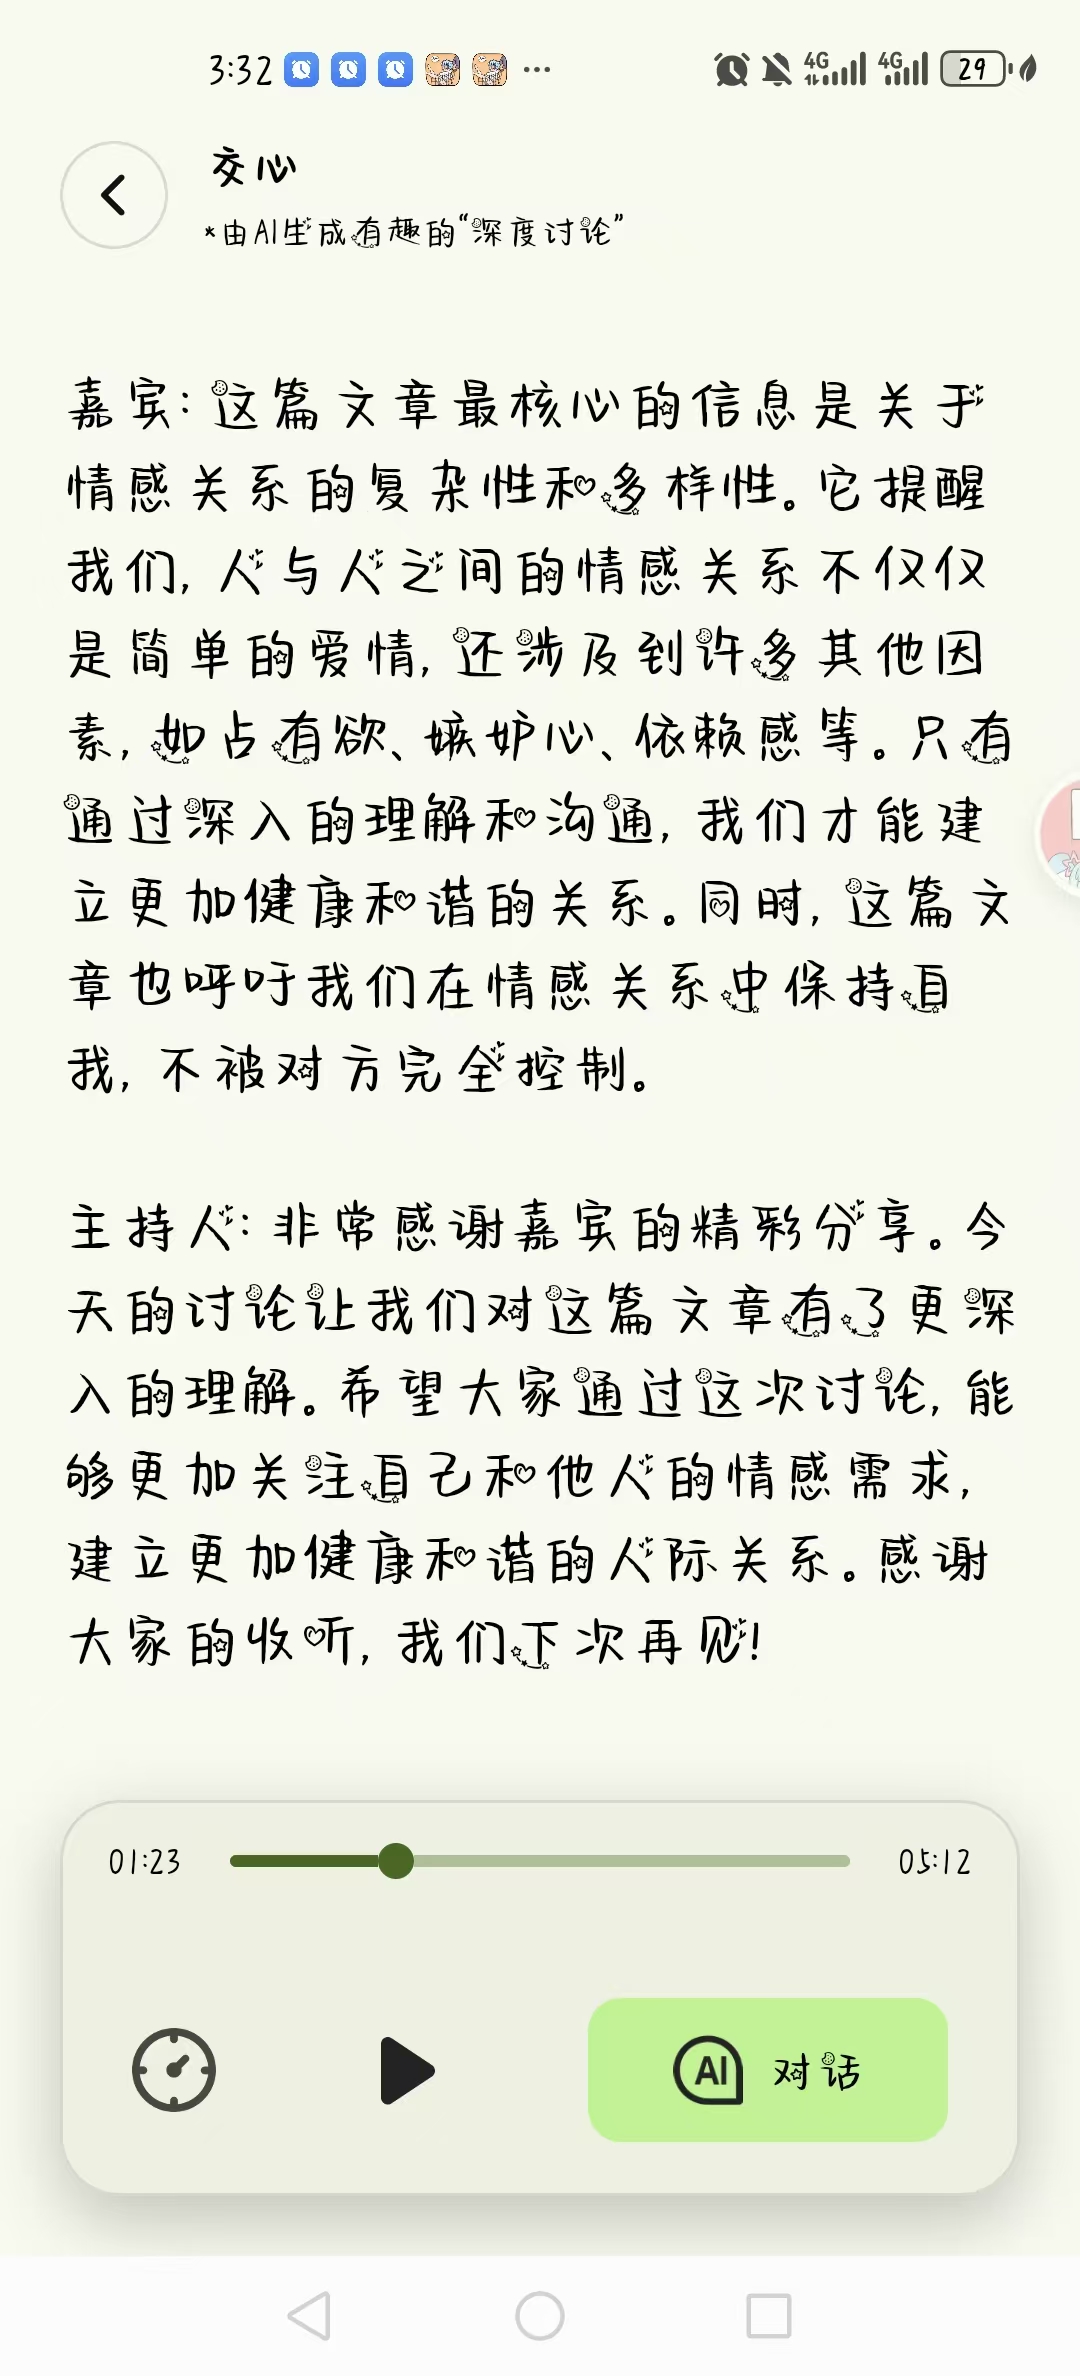 3:32
4G 4G 29
交心
*由AI生成有趣的“深度讨论”
嘉宾：这篇文章最核心的信息是关于
情感关系的复杂性和多样性。它提醒
我们，人与人之间的情感关系不仅仅
是简单的爱情，还涉及到许多其他因
素，如占有欲、嫉妒心、依赖感等。只有
通过深入的理解和沟通，我们才能建
立更加健康和谐的关系。同时，这篇文
章也呼吁我们在情感关系中保持自
我，不被对方完全控制。
主持人：非常感谢嘉宾的精彩分享。今
天的讨论让我们对这篇文章有了更深
入的理解。希望大家通过这次讨论，能
够更加关注自己和他人的情感需求，
建立更加健康和谐的人际关系。感谢
大家的收听，我们下次再见！
01:23 05:12
AI 对话